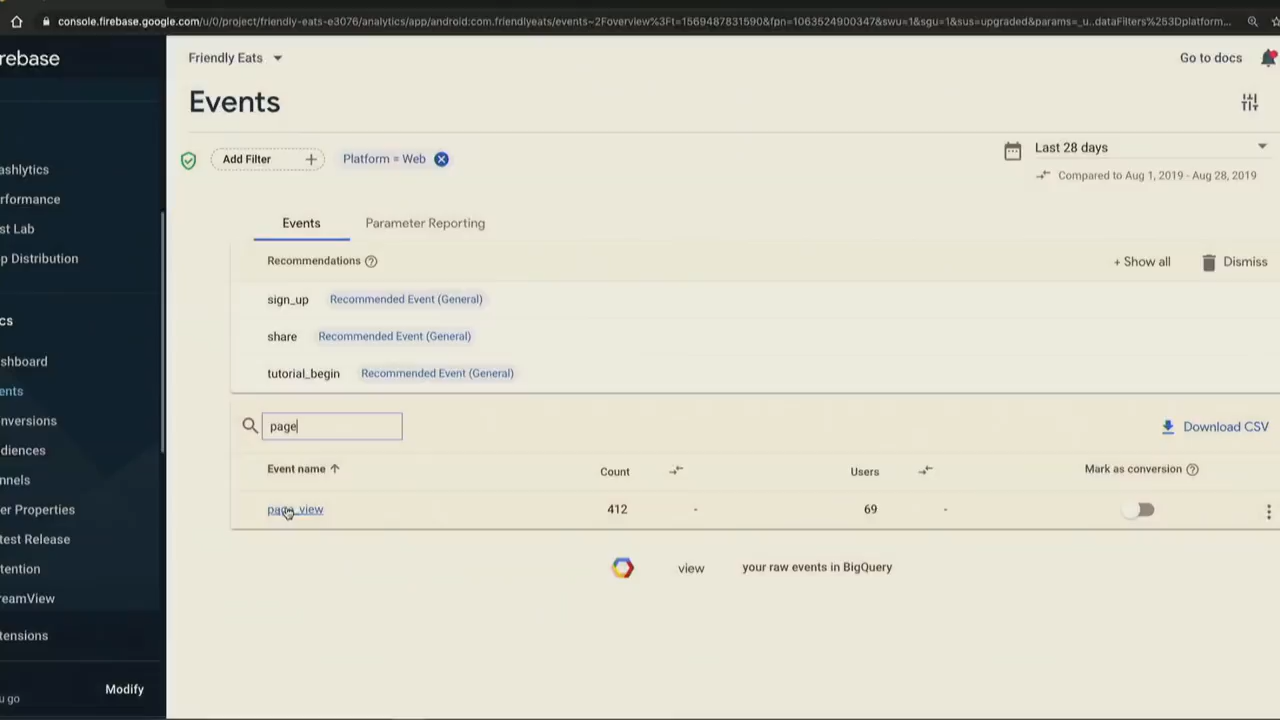 console.firebase.google.com/u/0/project/friendly-eats-e3076/analytics/app/android:com.friendlyeats/events~2Foverview%3Ft=1569487831590&fpn=1063524900347&swu=1&sgu=1&sus=upgraded&params=_u..dataFilters%253Dplatform...
rebase
Friendly Eats
Go to docs
Events
Add Filter +
Platform = Web
Last 28 days
Compared to Aug 1, 2019 - Aug 28, 2019
ashlytics
rformance
st Lab
p Distribution
cs
shboard
ents
nversions
diences
nnels
er Properties
test Release
tention
reamView
tensions
u go
Modify
Events
Parameter Reporting
Recommendations
+ Show all
Dismiss
sign_up
Recommended Event (General)
share
Recommended Event (General)
tutorial_begin
Recommended Event (General)
page
Download CSV
Event name
Count
Users
Mark as conversion
page_view
412
-
69
-
view
your raw events in BigQuery